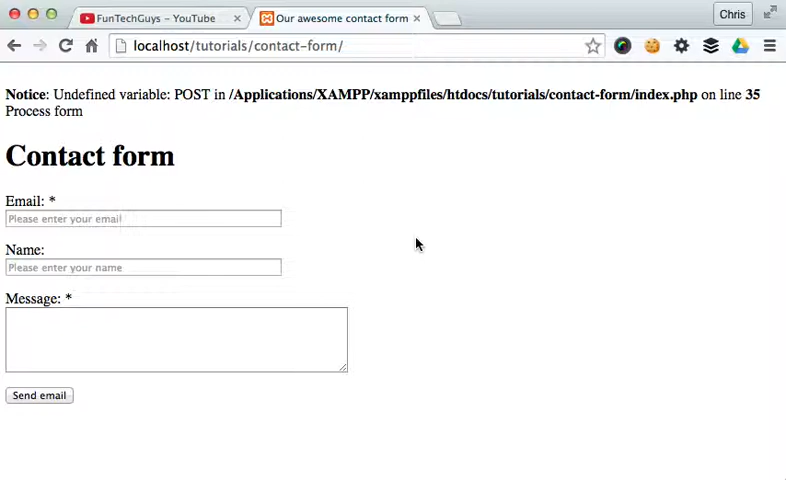 FunTechGuys – YouTube
Our awesome contact form
Chris
localhost/tutorials/contact-form/
Notice: Undefined variable: POST in /Applications/XAMPP/xamppfiles/htdocs/tutorials/contact-form/index.php on line 35
Process form
Contact form
Email: *
Please enter your email
Name:
Please enter your name
Message: *
Send email